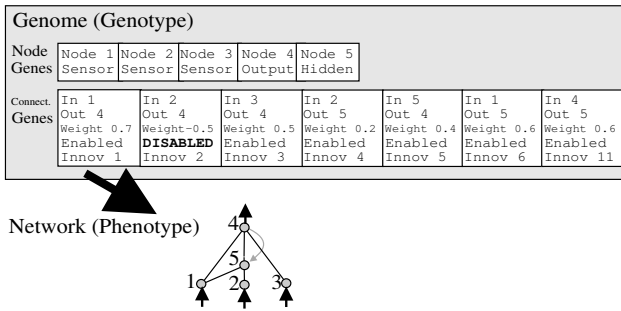 Genome (Genotype)
Node Genes
Node 1 Sensor
Node 2 Sensor
Node 3 Sensor
Node 4 Output
Node 5 Hidden
Connect. Genes
In 1
Out 4
Weight 0.7
Enabled
Innov 1
In 2
Out 4
Weight-0.5
DISABLED
Innov 2
In 3
Out 4
Weight 0.5
Enabled
Innov 3
In 2
Out 5
Weight 0.2
Enabled
Innov 4
In 5
Out 4
Weight 0.4
Enabled
Innov 5
In 1
Out 5
Weight 0.6
Enabled
Innov 6
In 4
Out 5
Weight 0.6
Enabled
Innov 11
Network (Phenotype)
4
5
1
2
3